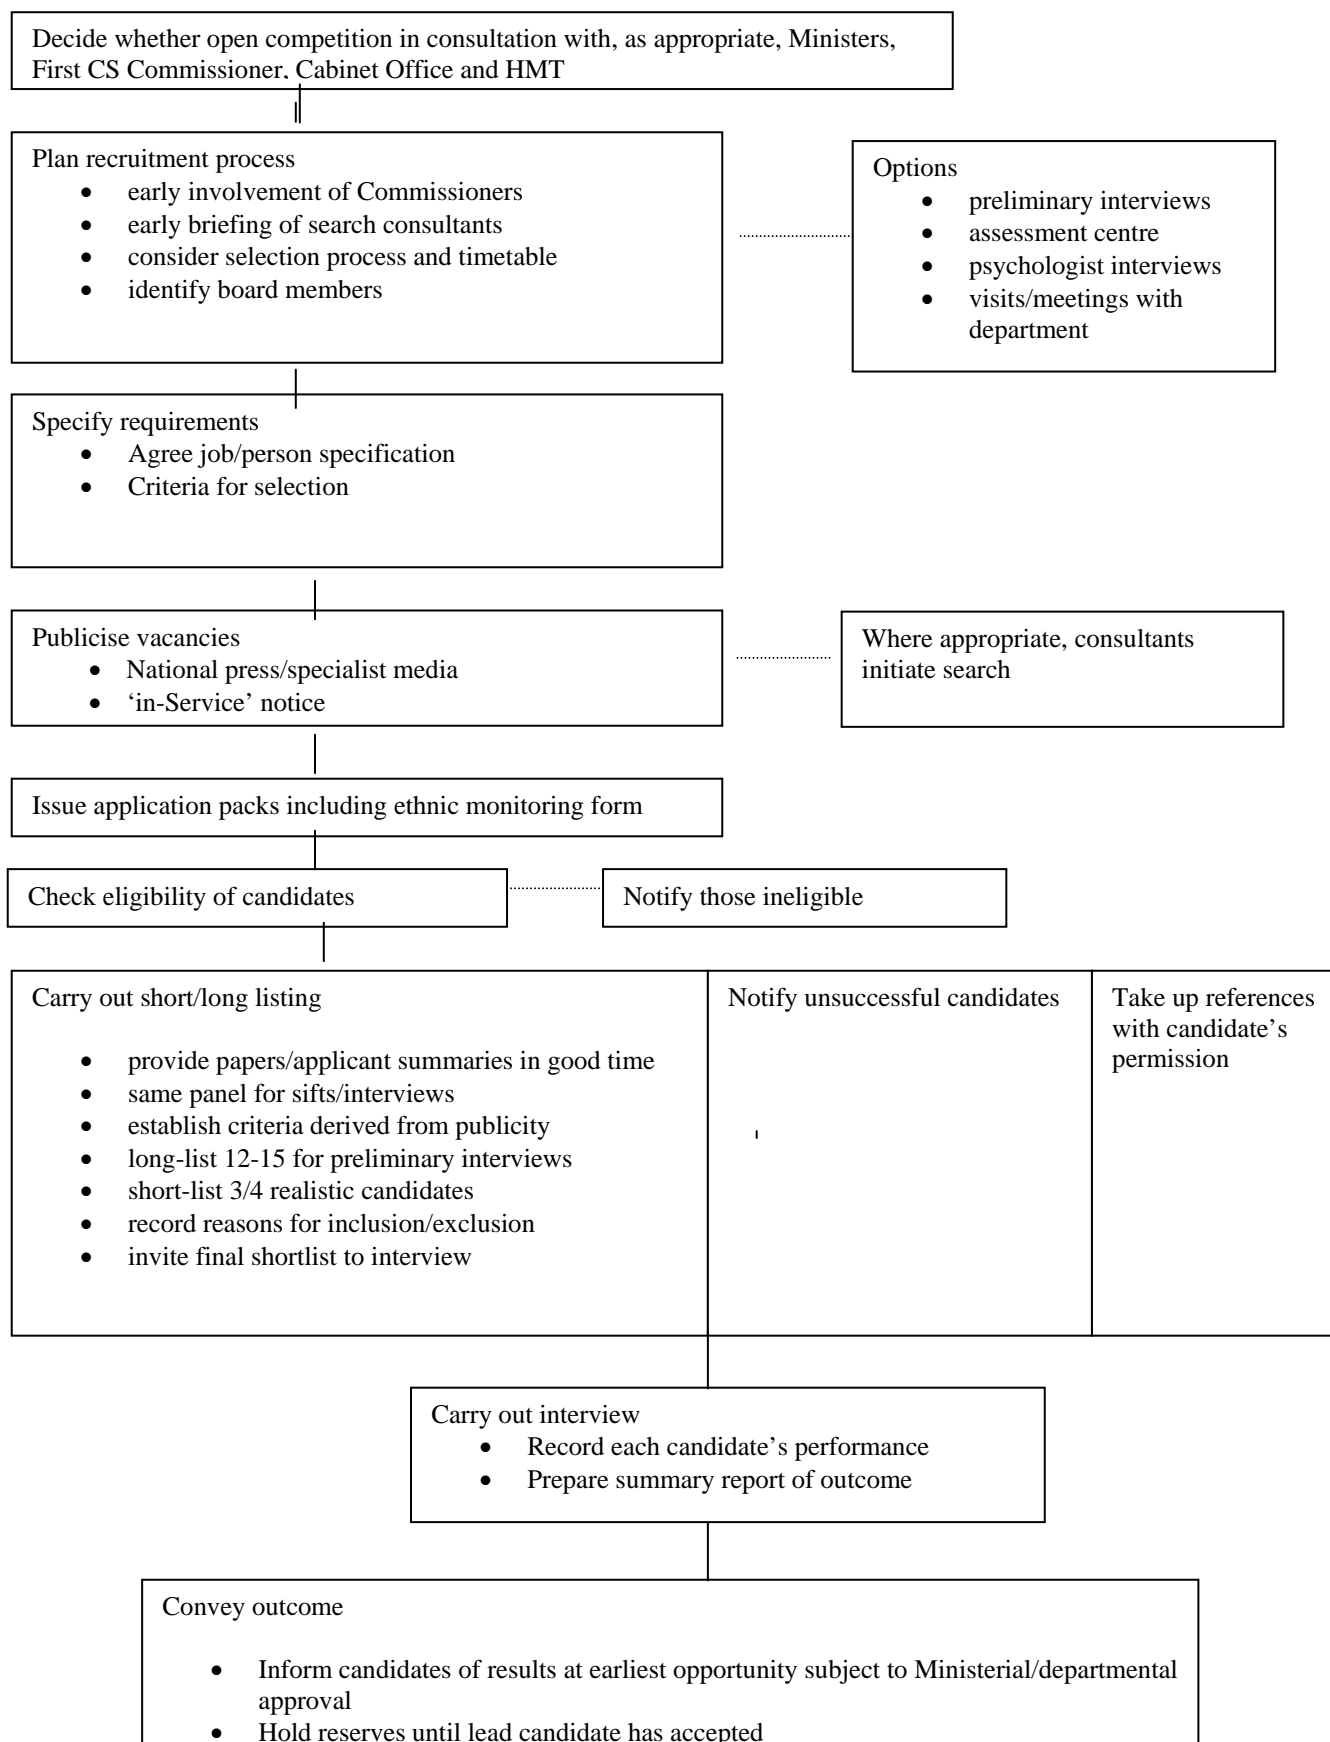 Decide whether open competition in consultation with, as appropriate, Ministers,
First CS Commissioner, Cabinet Office and HMT
Plan recruitment process
• early involvement of Commissioners
• early briefing of search consultants
• consider selection process and timetable
• identify board members
Options
• preliminary interviews
• assessment centre
• psychologist interviews
• visits/meetings with
department
Specify requirements
• Agree job/person specification
• Criteria for selection
Publicise vacancies
• National press/specialist media
• ‘in-Service’ notice
Where appropriate, consultants
initiate search
Issue application packs including ethnic monitoring form
Check eligibility of candidates
Notify those ineligible
Carry out short/long listing
• provide papers/applicant summaries in good time
• same panel for sifts/interviews
• establish criteria derived from publicity
• long-list 12-15 for preliminary interviews
• short-list 3/4 realistic candidates
• record reasons for inclusion/exclusion
• invite final shortlist to interview
Notify unsuccessful candidates
Take up references
with candidate’s
permission
Carry out interview
• Record each candidate’s performance
• Prepare summary report of outcome
Convey outcome
• Inform candidates of results at earliest opportunity subject to Ministerial/departmental
approval
• Hold reserves until lead candidate has accepted